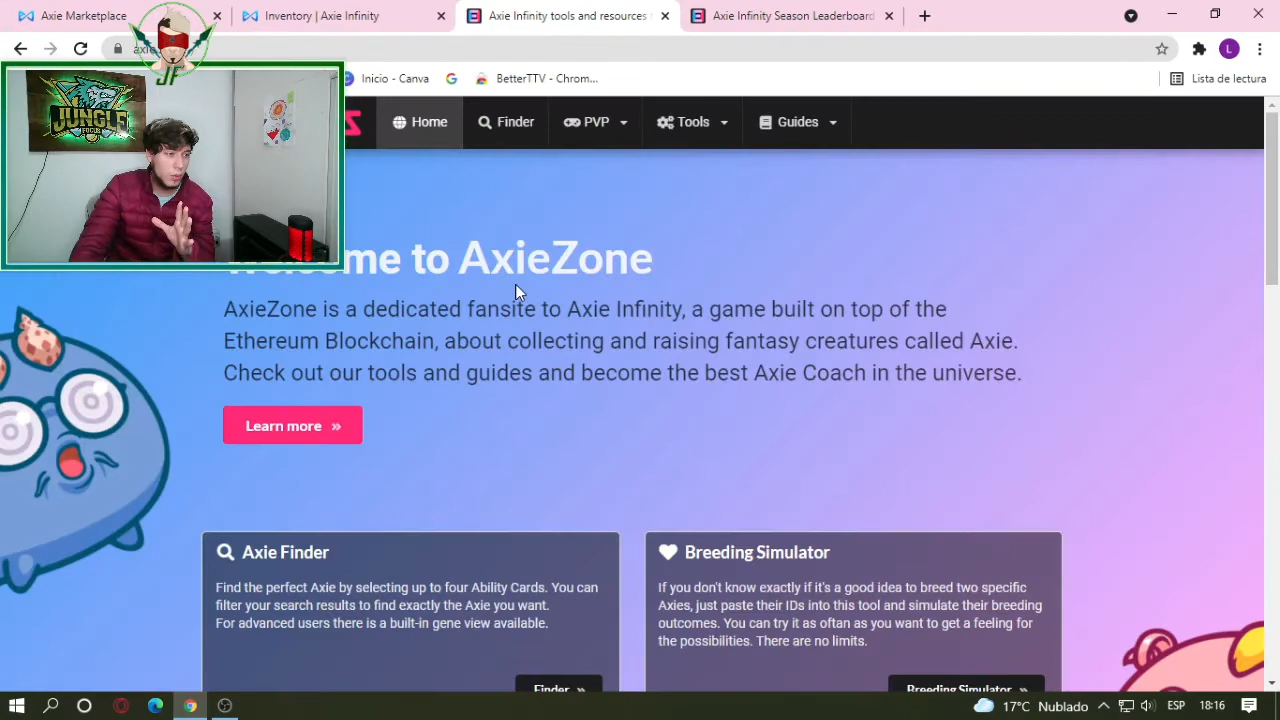 Axie Marketplace
Inventory | Axie Infinity
Axie Infinity tools and resources
Axie Infinity Season Leaderboard
axie
JF
Inicio - Canva
BetterTTV - Chrom...
Lista de lectura
L
JUNGLE
FOCUS
Home
Finder
PVP
Tools
Guides
Welcome to AxieZone
AxieZone is a dedicated fansite to Axie Infinity, a game built on top of the
Ethereum Blockchain, about collecting and raising fantasy creatures called Axie.
Check out our tools and guides and become the best Axie Coach in the universe.
Learn more »
Axie Finder
Find the perfect Axie by selecting up to four Ability Cards. You can
filter your search results to find exactly the Axie you want.
For advanced users there is a built-in gene view available.
Finder »
Breeding Simulator
If you don't know exactly if it's a good idea to breed two specific
Axies, just paste their IDs into this tool and simulate their breeding
outcomes. You can try it as oftan as you want to get a feeling for
the possibilities. There are no limits.
Breeding Simulator »
17°C Nublado
ESP
18:16